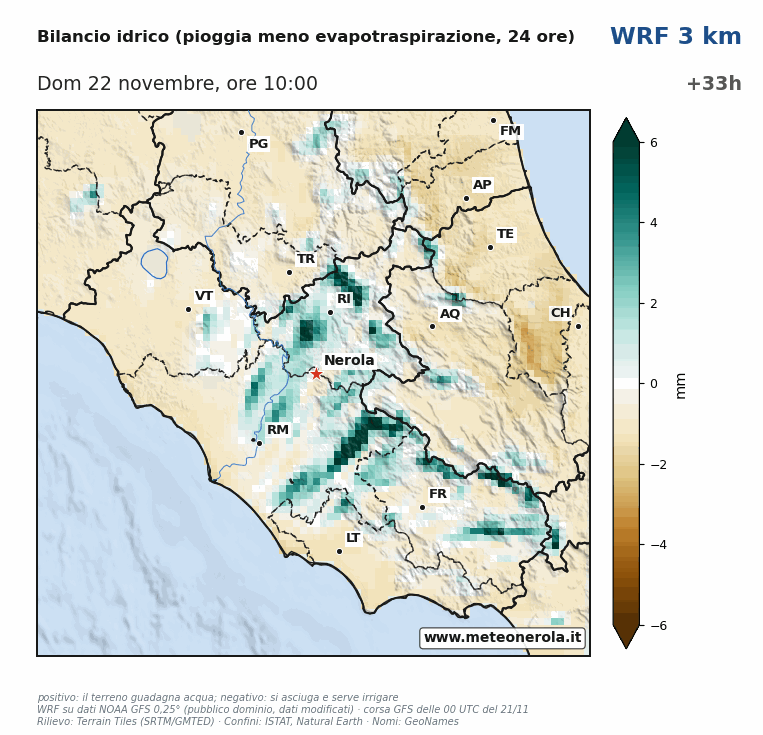 Bilancio idrico (pioggia meno evapotraspirazione, 24 ore)
WRF 3 km
Dom 22 novembre, ore 10:00
+33h
FM
PG
AP
TE
TR
VT
RI
AQ
CH
Nerola
RM
FR
LT
www.meteonerola.it
6
4
2
0
−2
−4
−6
mm
positivo: il terreno guadagna acqua; negativo: si asciuga e serve irrigare
WRF su dati NOAA GFS 0,25° (pubblico dominio, dati modificati) · corsa GFS delle 00 UTC del 21/11
Rilievo: Terrain Tiles (SRTM/GMTED) · Confini: ISTAT, Natural Earth · Nomi: GeoNames